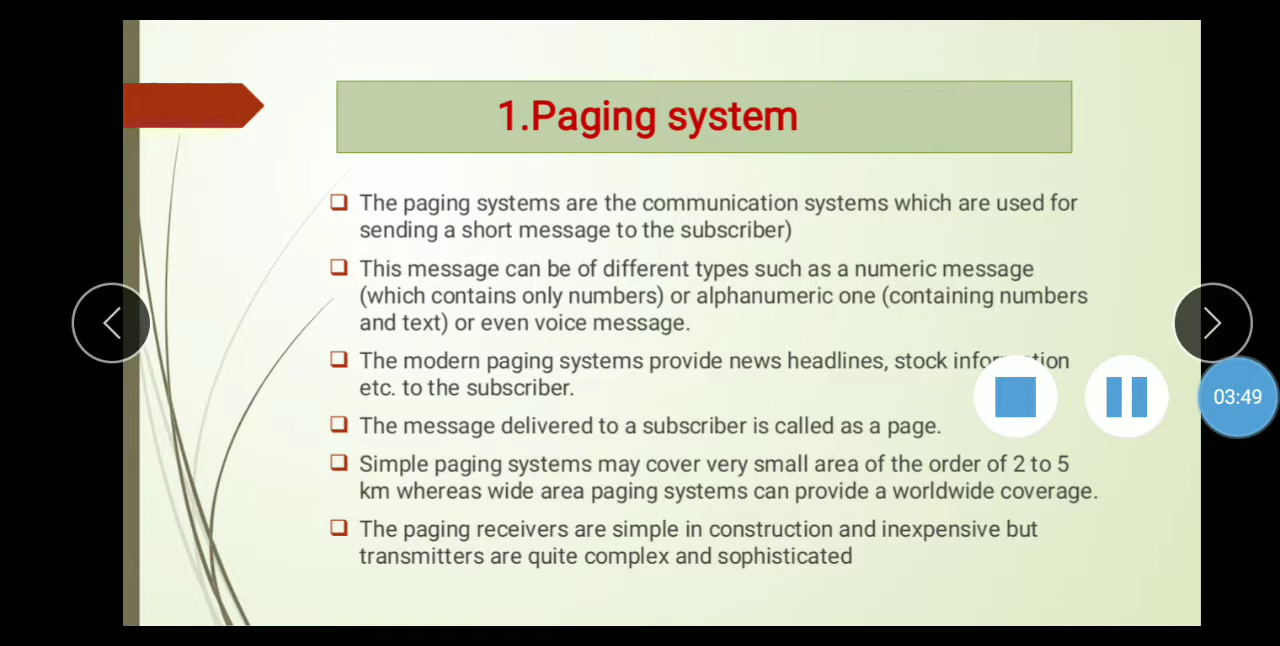 1.Paging system
The paging systems are the communication systems which are used for
sending a short message to the subscriber)
This message can be of different types such as a numeric message
(which contains only numbers) or alphanumeric one (containing numbers
and text) or even voice message.
The modern paging systems provide news headlines, stock information
etc. to the subscriber.
The message delivered to a subscriber is called as a page.
Simple paging systems may cover very small area of the order of 2 to 5
km whereas wide area paging systems can provide a worldwide coverage.
The paging receivers are simple in construction and inexpensive but
transmitters are quite complex and sophisticated
03:49